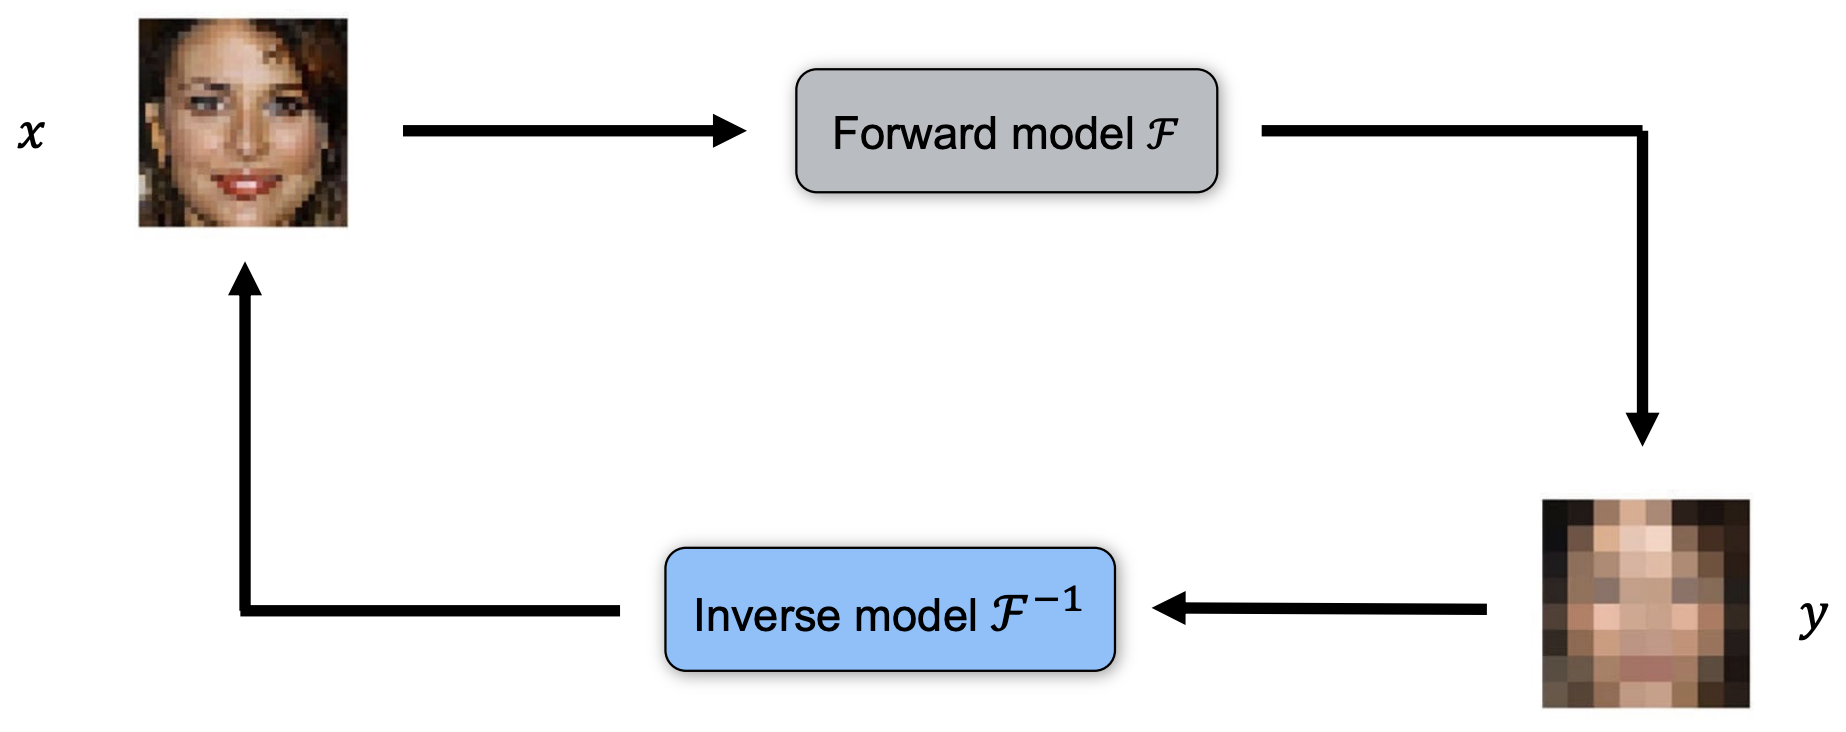 x
Forward model ℱ
Inverse model ℱ⁻¹
y